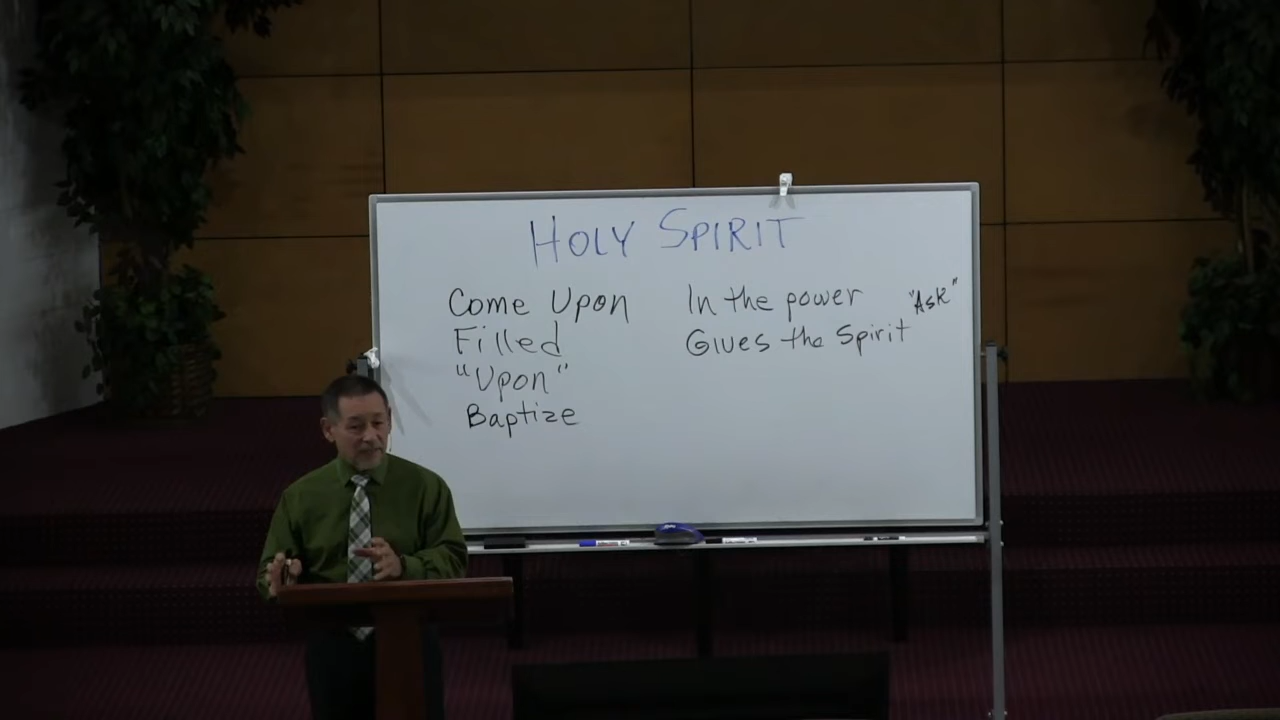 HOLY SPIRIT
Come Upon
Filled
"Upon"
Baptize
In the power "Ask"
Gives the Spirit